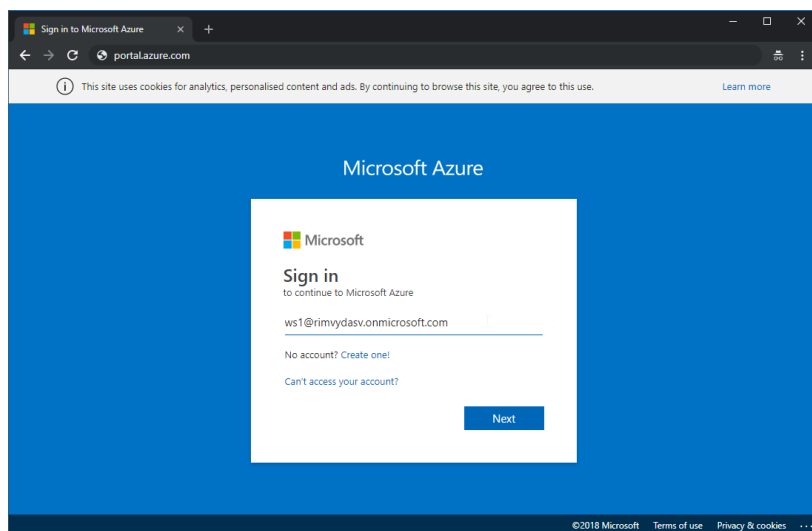 Sign in to Microsoft Azure
portal.azure.com
This site uses cookies for analytics, personalised content and ads. By continuing to browse this site, you agree to this use. Learn more
Microsoft Azure
Microsoft
Sign in
to continue to Microsoft Azure
ws1@rimvydasv.onmicrosoft.com
No account? Create one!
Can't access your account?
Next
©2018 Microsoft Terms of use Privacy & cookies ...